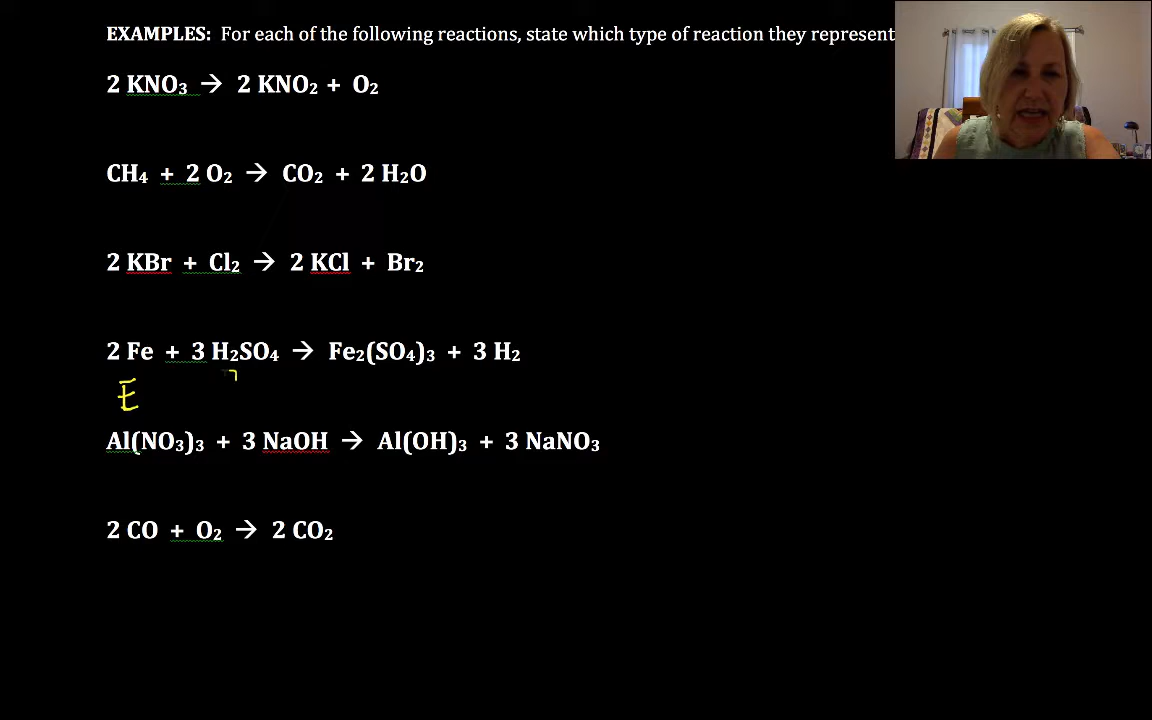 EXAMPLES: For each of the following reactions, state which type of reaction they represent
2 KNO₃ → 2 KNO₂ + O₂
CH₄ + 2 O₂ → CO₂ + 2 H₂O
2 KBr + Cl₂ → 2 KCl + Br₂
2 Fe + 3 H₂SO₄ → Fe₂(SO₄)₃ + 3 H₂
E
Al(NO₃)₃ + 3 NaOH → Al(OH)₃ + 3 NaNO₃
2 CO + O₂ → 2 CO₂